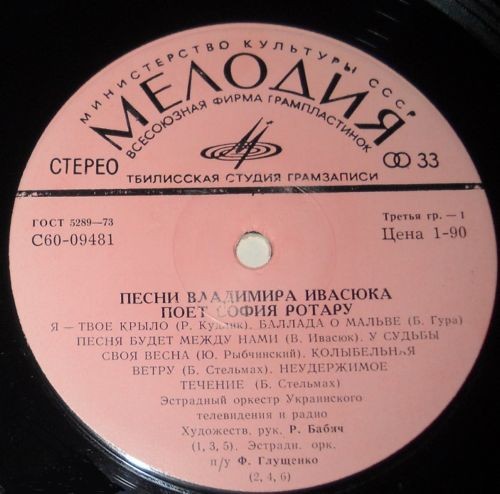 МИНИСТЕРСТВО КУЛЬТУРЫ СССР
МЕЛОДИЯ
ВСЕСОЮЗНАЯ ФИРМА ГРАМПЛАСТИНОК
СТЕРЕО
33
ТБИЛИССКАЯ СТУДИЯ ГРАМЗАПИСИ
ГОСТ 5289—73
Третья гр. — 1
С60-09481
Цена 1-90
ПЕСНИ ВЛАДИМИРА ИВАСЮКА
ПОЕТ СОФИЯ РОТАРУ
Я — ТВОЕ КРЫЛО (Р. Кудлик). БАЛЛАДА О МАЛЬВЕ (Б. Гура)
ПЕСНЯ БУДЕТ МЕЖДУ НАМИ (В. Ивасюк). У СУДЬБЫ
СВОЯ ВЕСНА (Ю. Рыбчинский). КОЛЫБЕЛЬНАЯ
ВЕТРУ (Б. Стельмах). НЕУДЕРЖИМОЕ
ТЕЧЕНИЕ (Б. Стельмах)
Эстрадный оркестр Украинского
телевидения и радио
Художеств. рук. Р. Бабич
(1, 3, 5). Эстрадн. орк.
п/у Ф. Глущенко
(2, 4, 6)